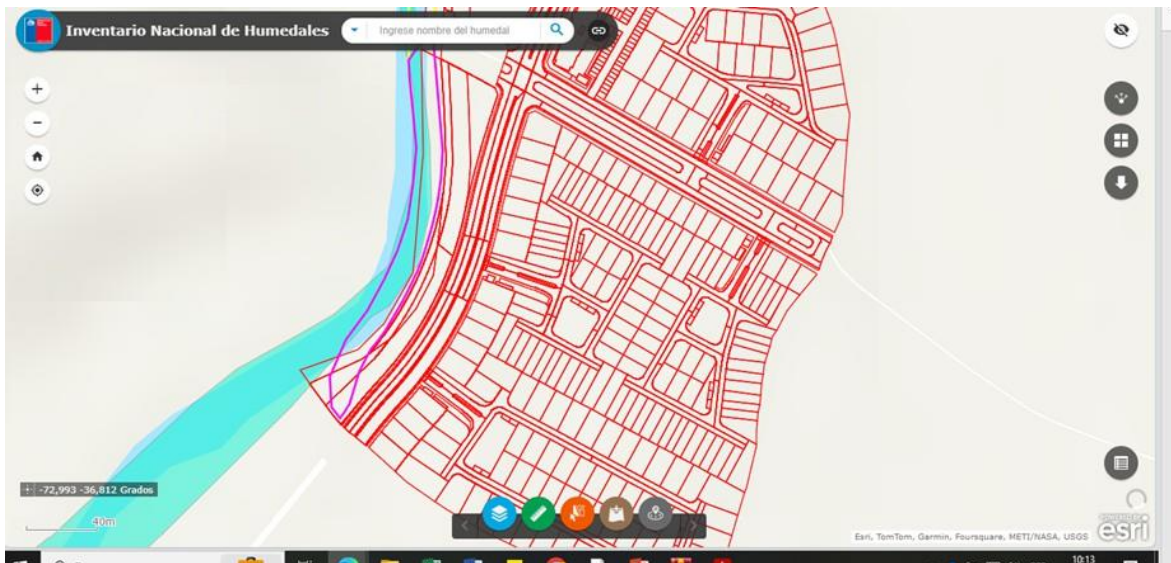 Inventario Nacional de Humedales
Ingrese nombre del humedal
-72,993 -36,812 Grados
40m
Esri, TomTom, Garmin, Foursquare, METI/NASA, USGS
esri
10:13